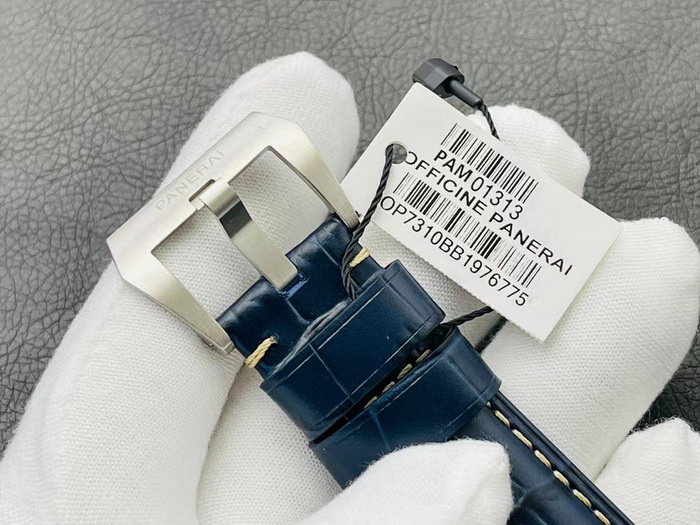 PANERAI
PAM01313
OFFICINE PANERAI
OP7310BB1976775